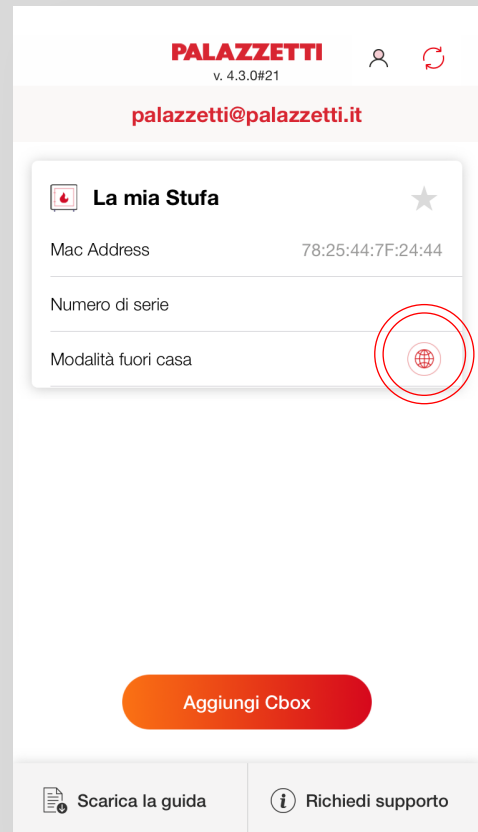 PALAZZETTI
v. 4.3.0#21
palazzetti@palazzetti.it
La mia Stufa
Mac Address 78:25:44:7F:24:44
Numero di serie
Modalità fuori casa
Aggiungi Cbox
Scarica la guida
Richiedi supporto